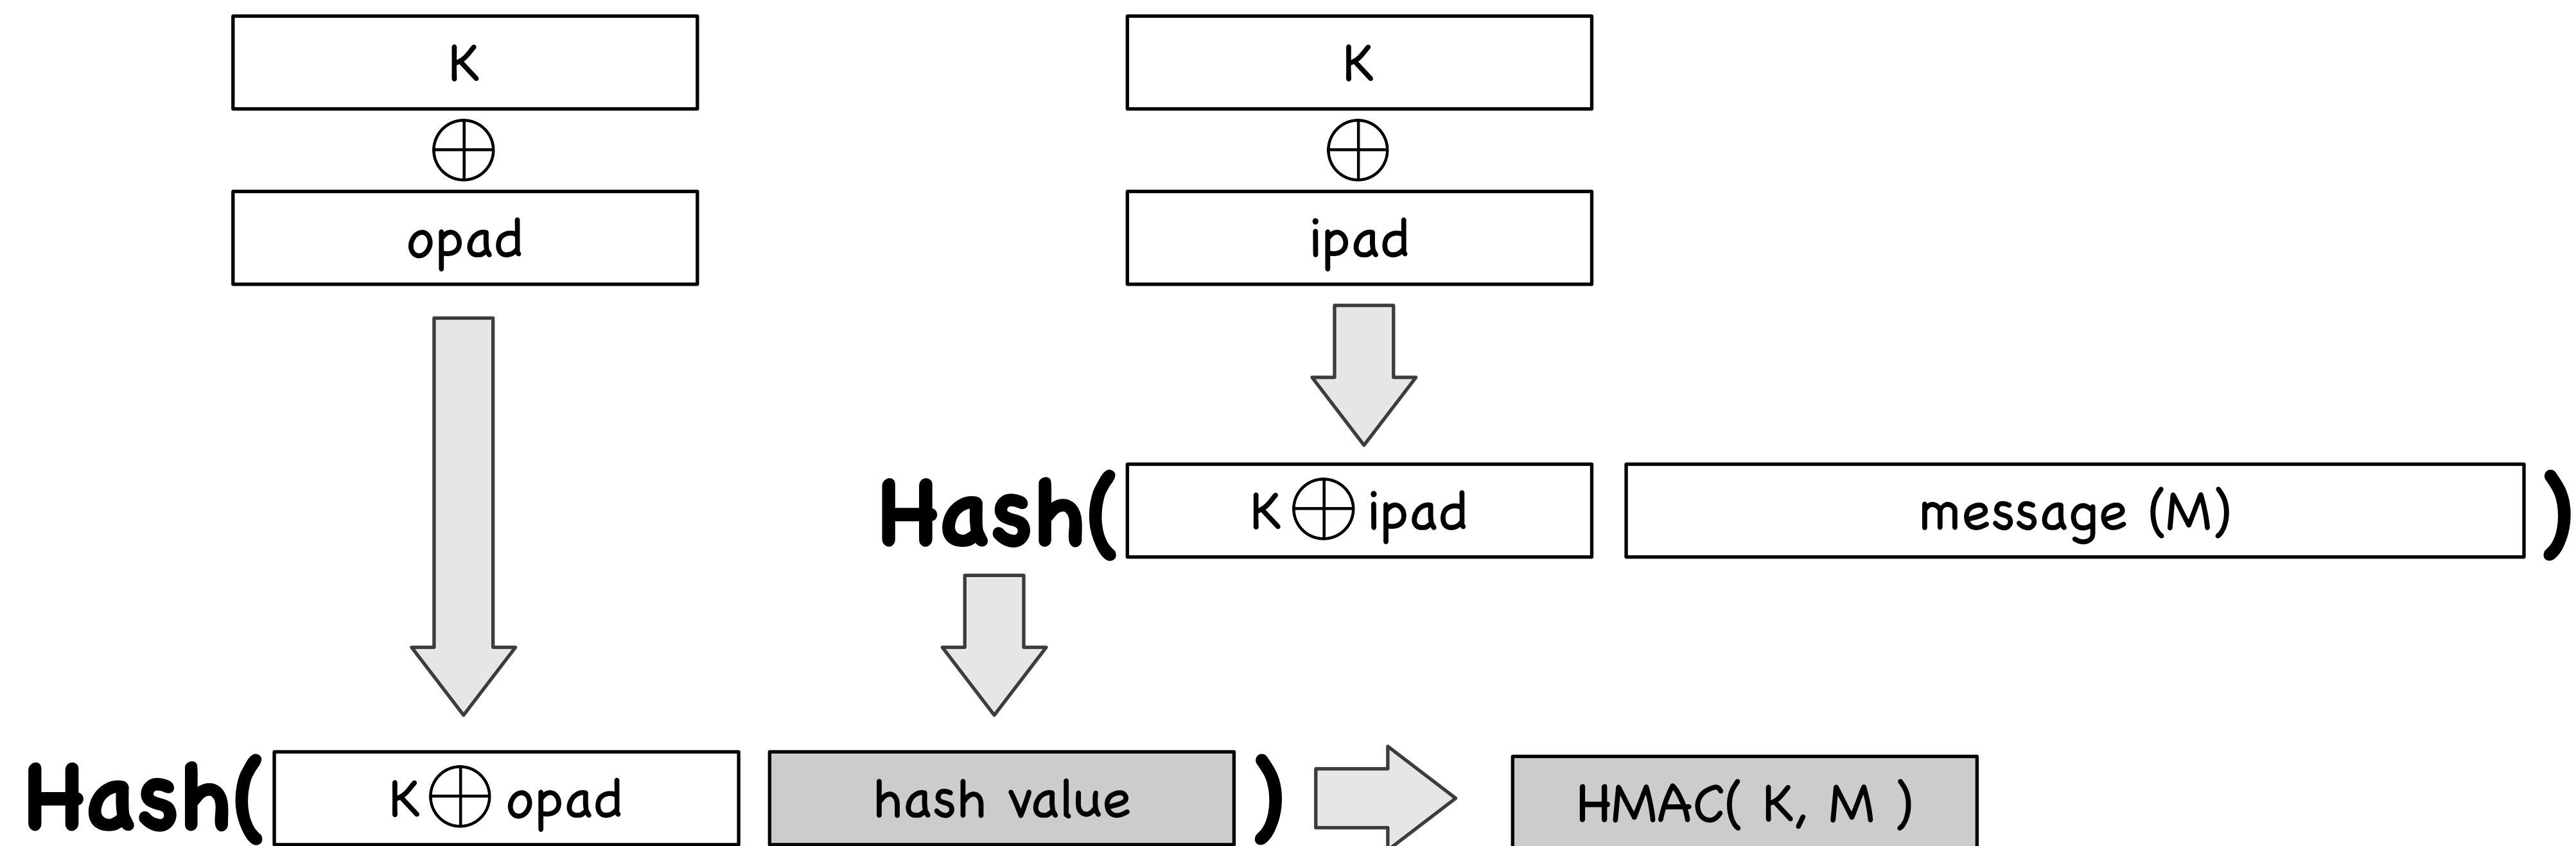 K K
⊕ ⊕
opad ipad
Hash( K ⊕ ipad message (M) )
Hash( K ⊕ opad hash value ) HMAC( K, M )